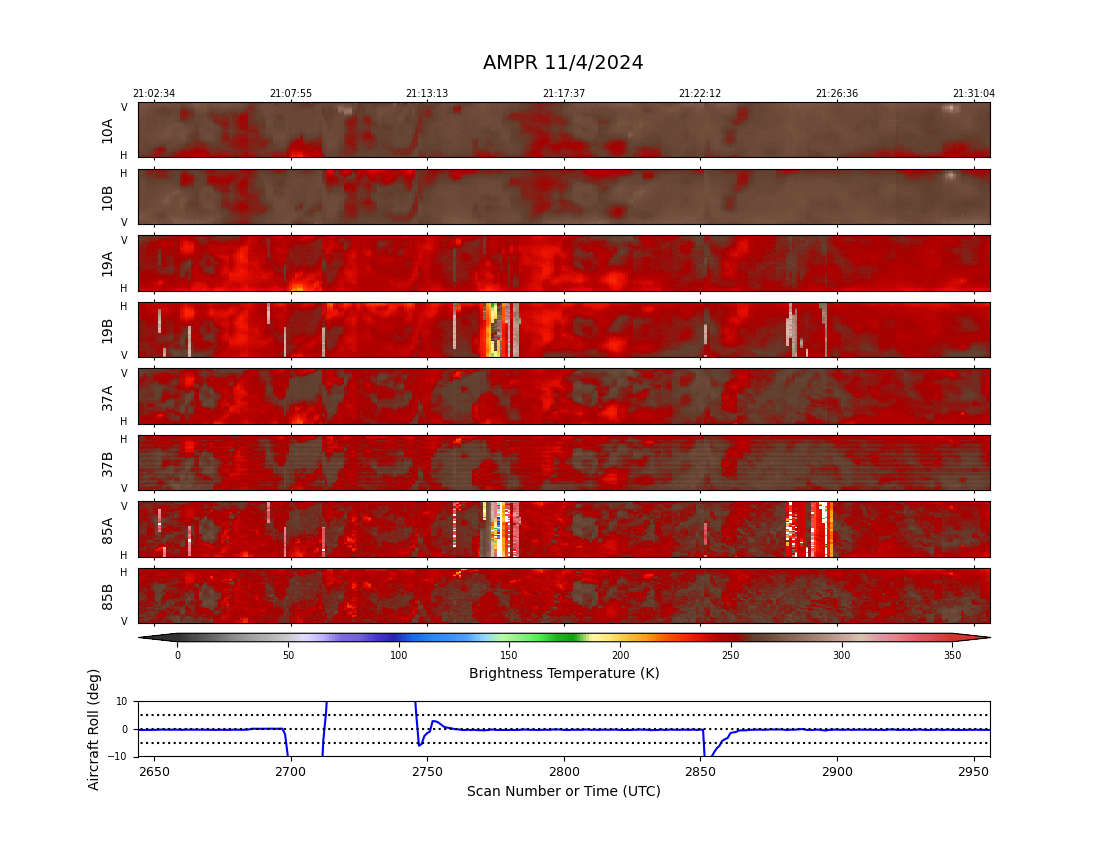 AMPR 11/4/2024
21:02:34 21:07:55 21:13:13 21:17:37 21:22:12 21:26:36 21:31:04
V
10A
H
H
10B
V
V
19A
H
H
19B
V
V
37A
H
H
37B
V
V
85A
H
H
85B
V
0 50 100 150 200 250 300 350
Brightness Temperature (K)
Aircraft Roll (deg)
10
0
−10
2650 2700 2750 2800 2850 2900 2950
Scan Number or Time (UTC)